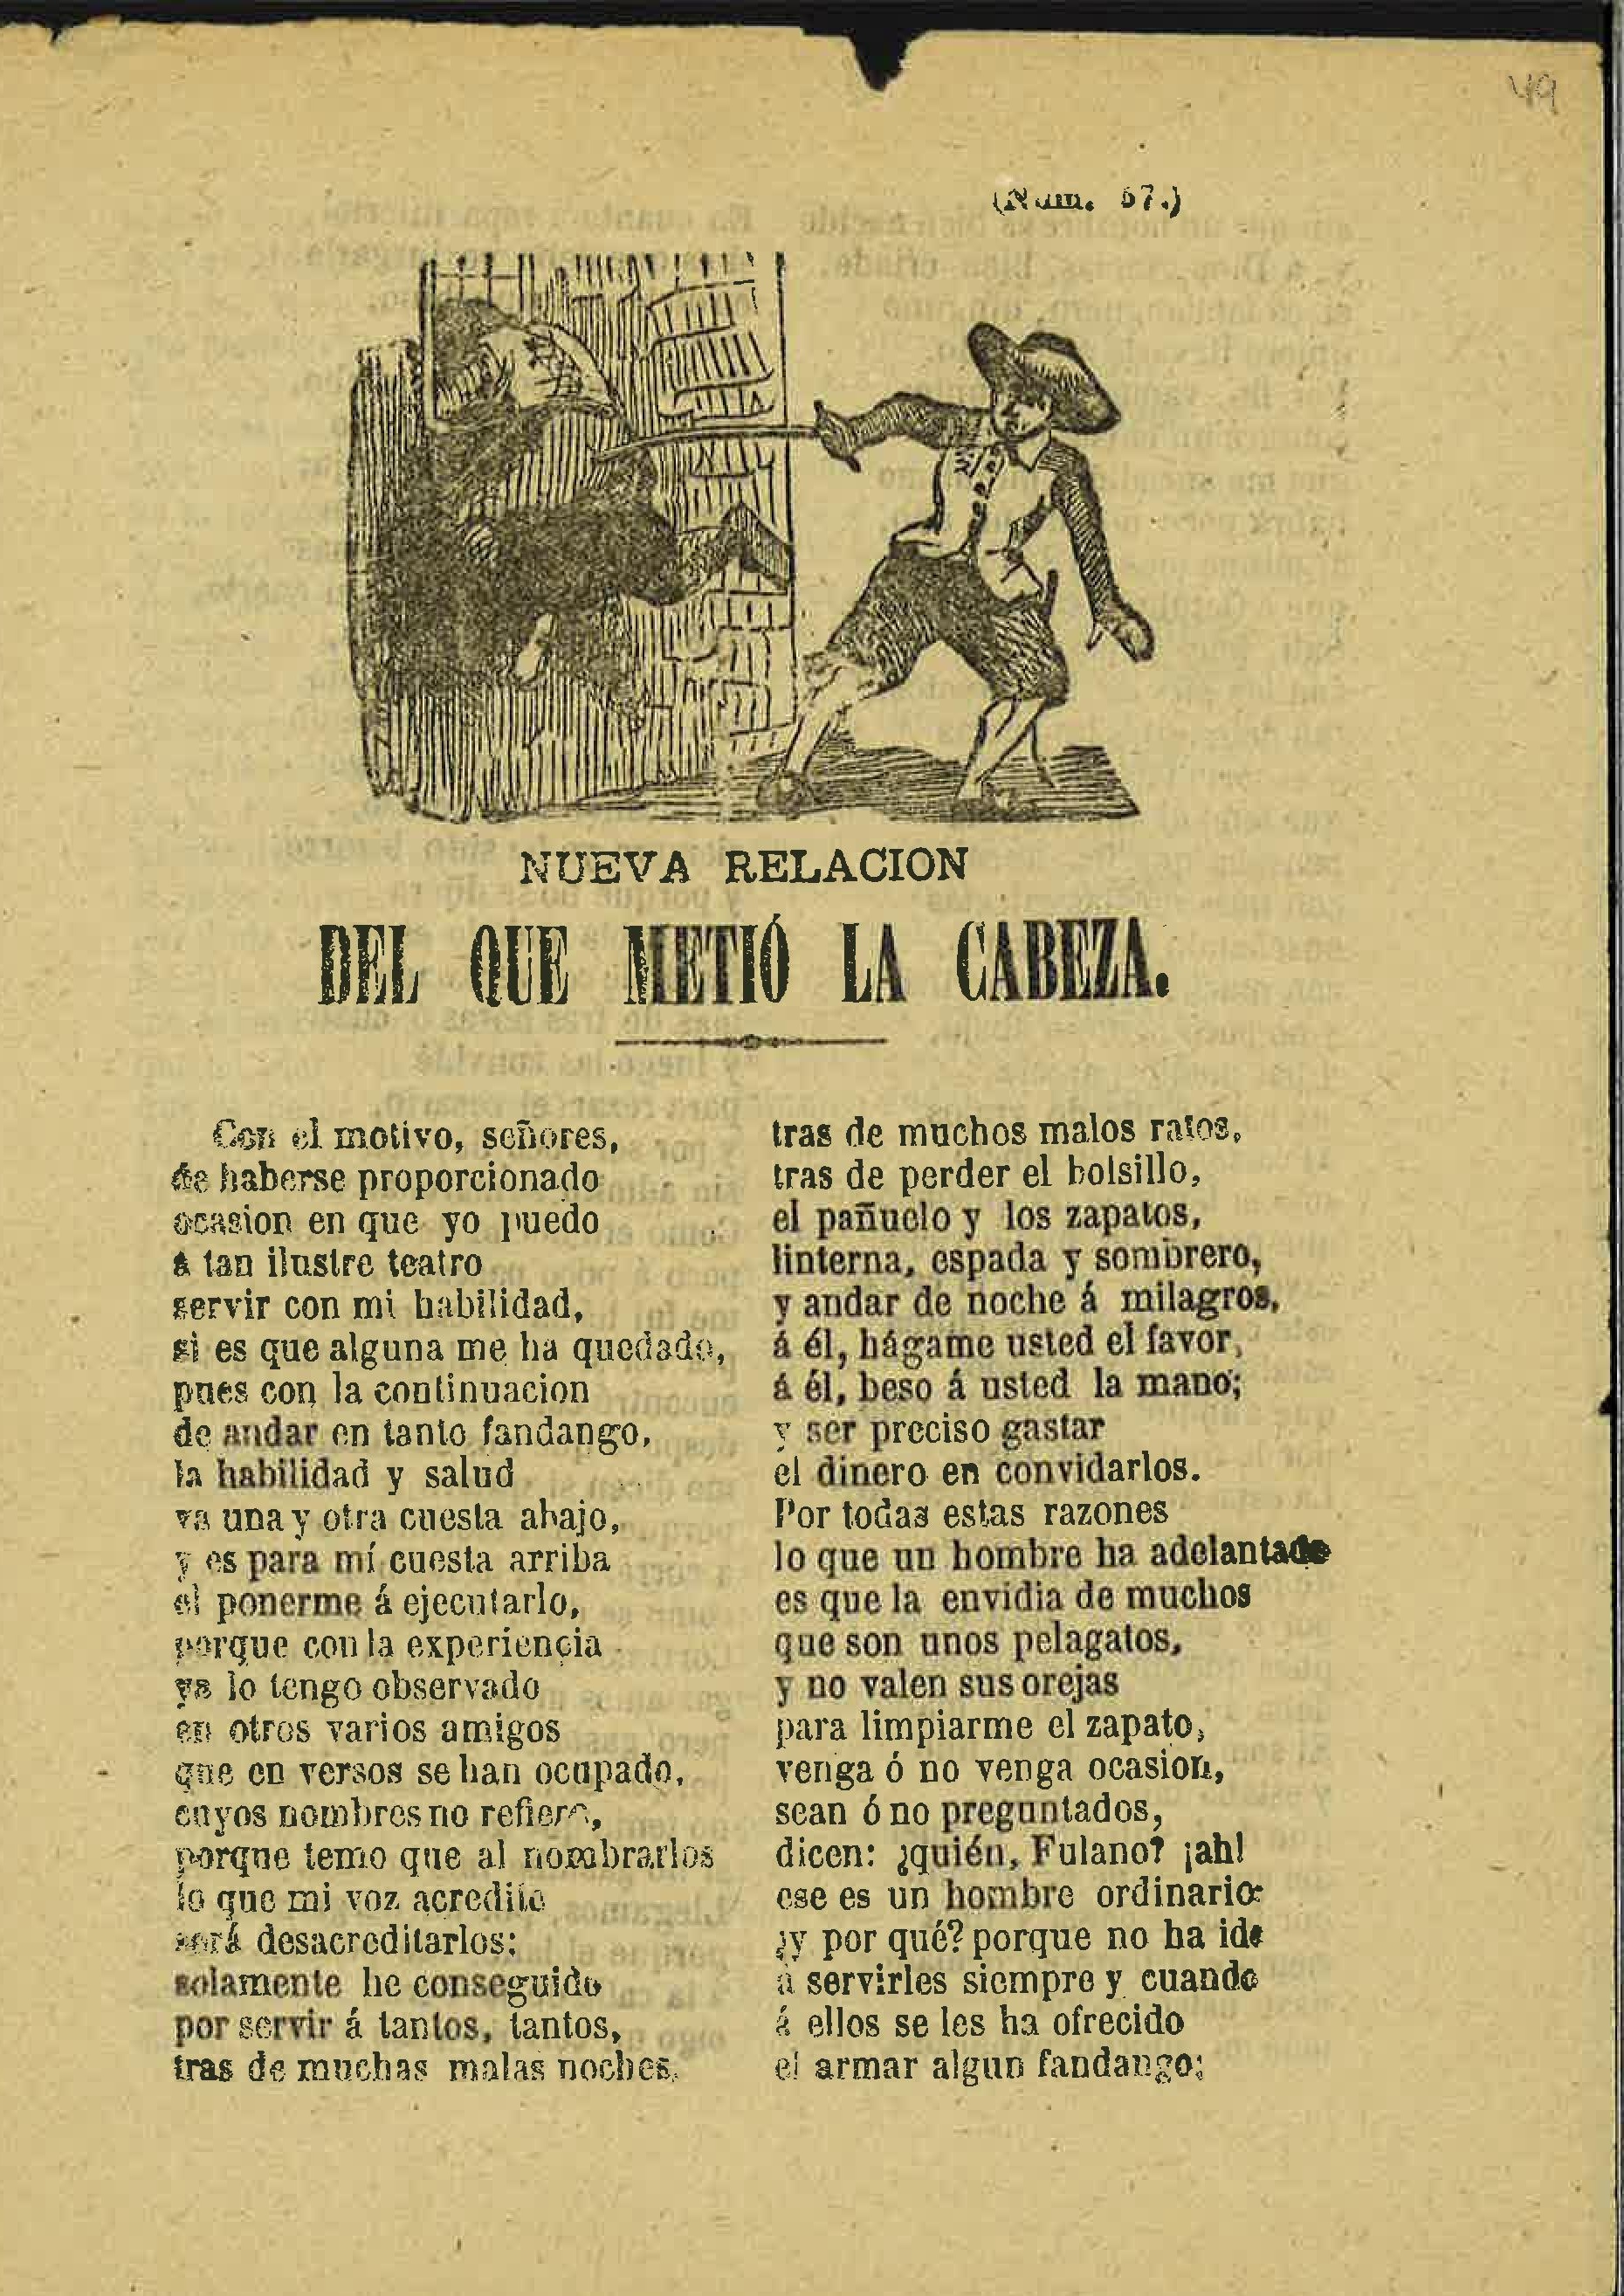 49
(Núm. 57.)
NUEVA RELACION
DEL QUE METIÓ LA CABEZA.
Con el motivo, señores,
de haberse proporcionado
ocasion en que yo puedo
á tan ilustre teatro
servir con mi habilidad,
si es que alguna me ha quedado,
pues con la continuacion
de andar en tanto fandango,
la habilidad y salud
va una y otra cuesta abajo,
y es para mí cuesta arriba
el ponerme á ejecutarlo,
porque con la experiencia
ya lo tengo observado
en otros varios amigos
que en versos se han ocupado,
cuyos nombres no refiero,
porque temo que al nombrarlos
lo que mi voz acredite
será desacreditarlos:
solamente he conseguido
por servir á tantos, tantos,
tras de muchas malas noches,
tras de muchos malos ratos,
tras de perder el bolsillo,
el pañuelo y los zapatos,
linterna, espada y sombrero,
y andar de noche á milagros,
á él, hágame usted el favor,
á él, beso á usted la mano;
y ser preciso gastar
el dinero en convidarlos.
Por todas estas razones
lo que un hombre ha adelantado
es que la envidia de muchos
que son unos pelagatos,
y no valen sus orejas
para limpiarme el zapato,
venga ó no venga ocasion,
sean ó no preguntados,
dicen: ¿quién, Fulano? ¡ah!
ese es un hombre ordinario:
¿y por qué? porque no ha ido
á servirles siempre y cuando
á ellos se les ha ofrecido
el armar algun fandango;